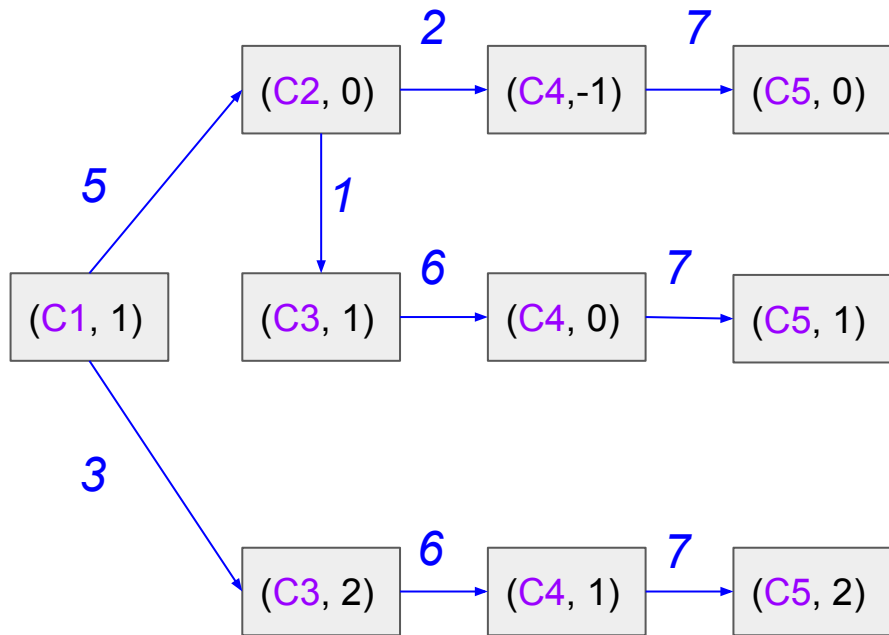 2
7
(C2, 0)
(C4,-1)
(C5, 0)
5
1
6
7
(C1, 1)
(C3, 1)
(C4, 0)
(C5, 1)
3
6
7
(C3, 2)
(C4, 1)
(C5, 2)